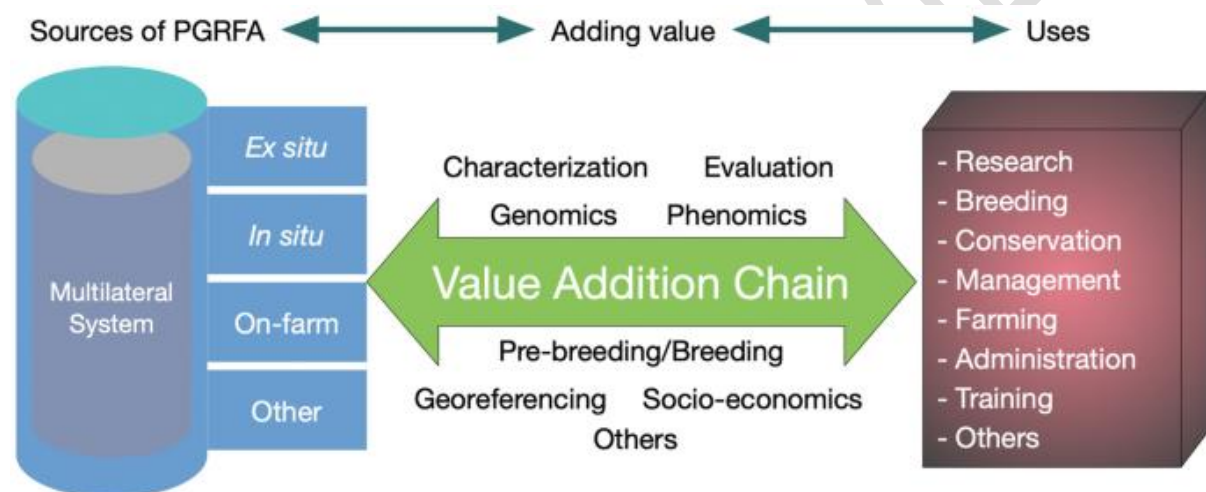 Sources of PGRFA Adding value Uses
Multilateral
System
Ex situ
In situ
On-farm
Other
Characterization Evaluation
Genomics Phenomics
Value Addition Chain
Pre-breeding/Breeding
Georeferencing Socio-economics
Others
- Research
- Breeding
- Conservation
- Management
- Farming
- Administration
- Training
- Others